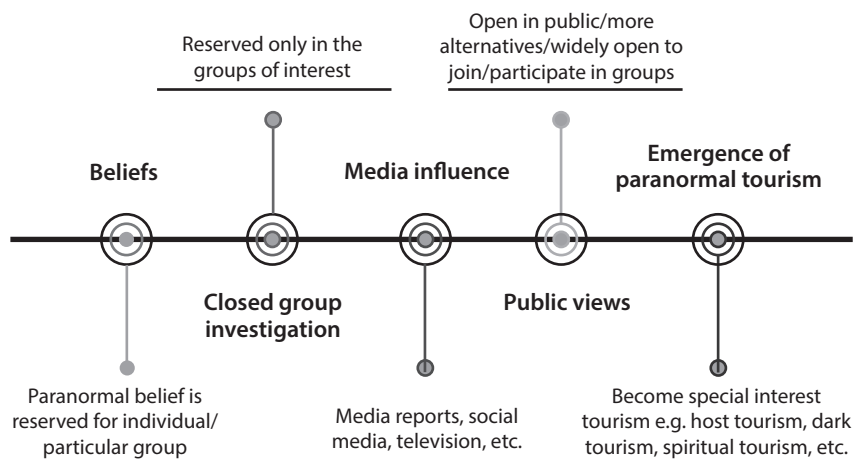 Reserved only in the
groups of interest
Open in public/more
alternatives/widely open to
join/participate in groups
Beliefs
Media influence
Emergence of
paranormal tourism
Closed group
investigation
Public views
Paranormal belief is
reserved for individual/
particular group
Media reports, social
media, television, etc.
Become special interest
tourism e.g. host tourism, dark
tourism, spiritual tourism, etc.